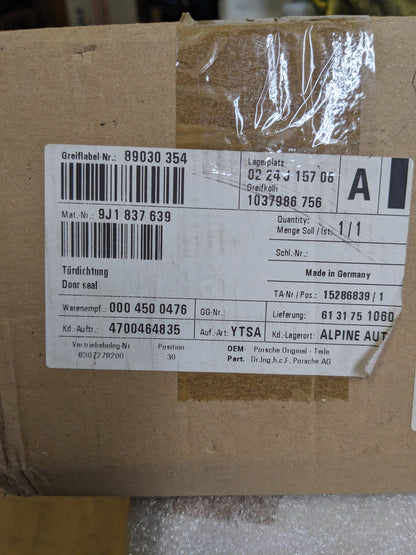 Greiflabel-Nr.: 89030 354
Lagerplatz
02 24 J 157 06
Greifkolli
1037986 756
A
Mat.-Nr.: 9J1 837 639
Quantity:
Menge Soll / Ist: 1/1
Schl.-Nr.:
Türdichtung
Door seal
Made in Germany
TA-Nr / Pos.: 15286839 / 1
Warenempf.: 000 450 0476
GG-Nr.:
Lieferung: 613175 1060
Kd.-Auftr.: 4700464835
Auf.-Art: YTSA
Kd.-Lagerort: ALPINE AUT
Vertriebsbeleg-Nr
Position
6307278200
30
OEM- Porsche Original - Teile
Part. Dr.Ing.h.c.F. Porsche AG